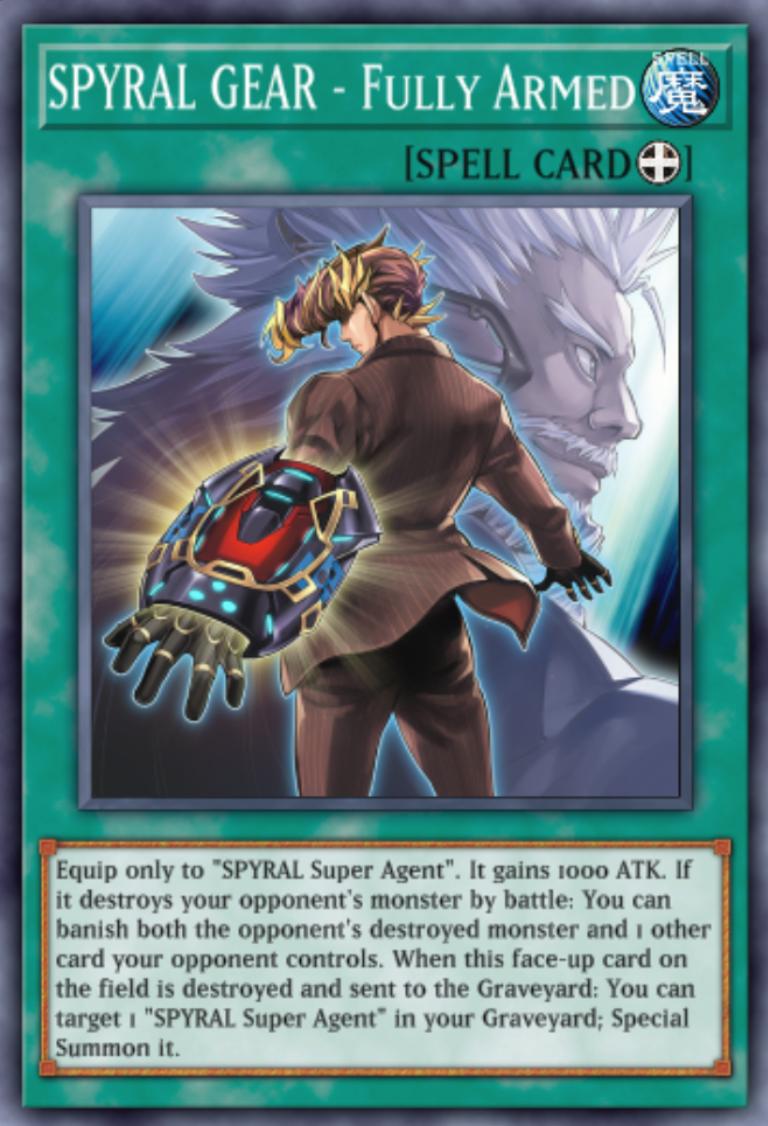 SPYRAL GEAR - FULLY ARMED
SPELL
魔
[SPELL CARD]
Equip only to "SPYRAL Super Agent". It gains 1000 ATK. If
it destroys your opponent's monster by battle: You can
banish both the opponent's destroyed monster and 1 other
card your opponent controls. When this face-up card on
the field is destroyed and sent to the Graveyard: You can
target 1 "SPYRAL Super Agent" in your Graveyard; Special
Summon it.